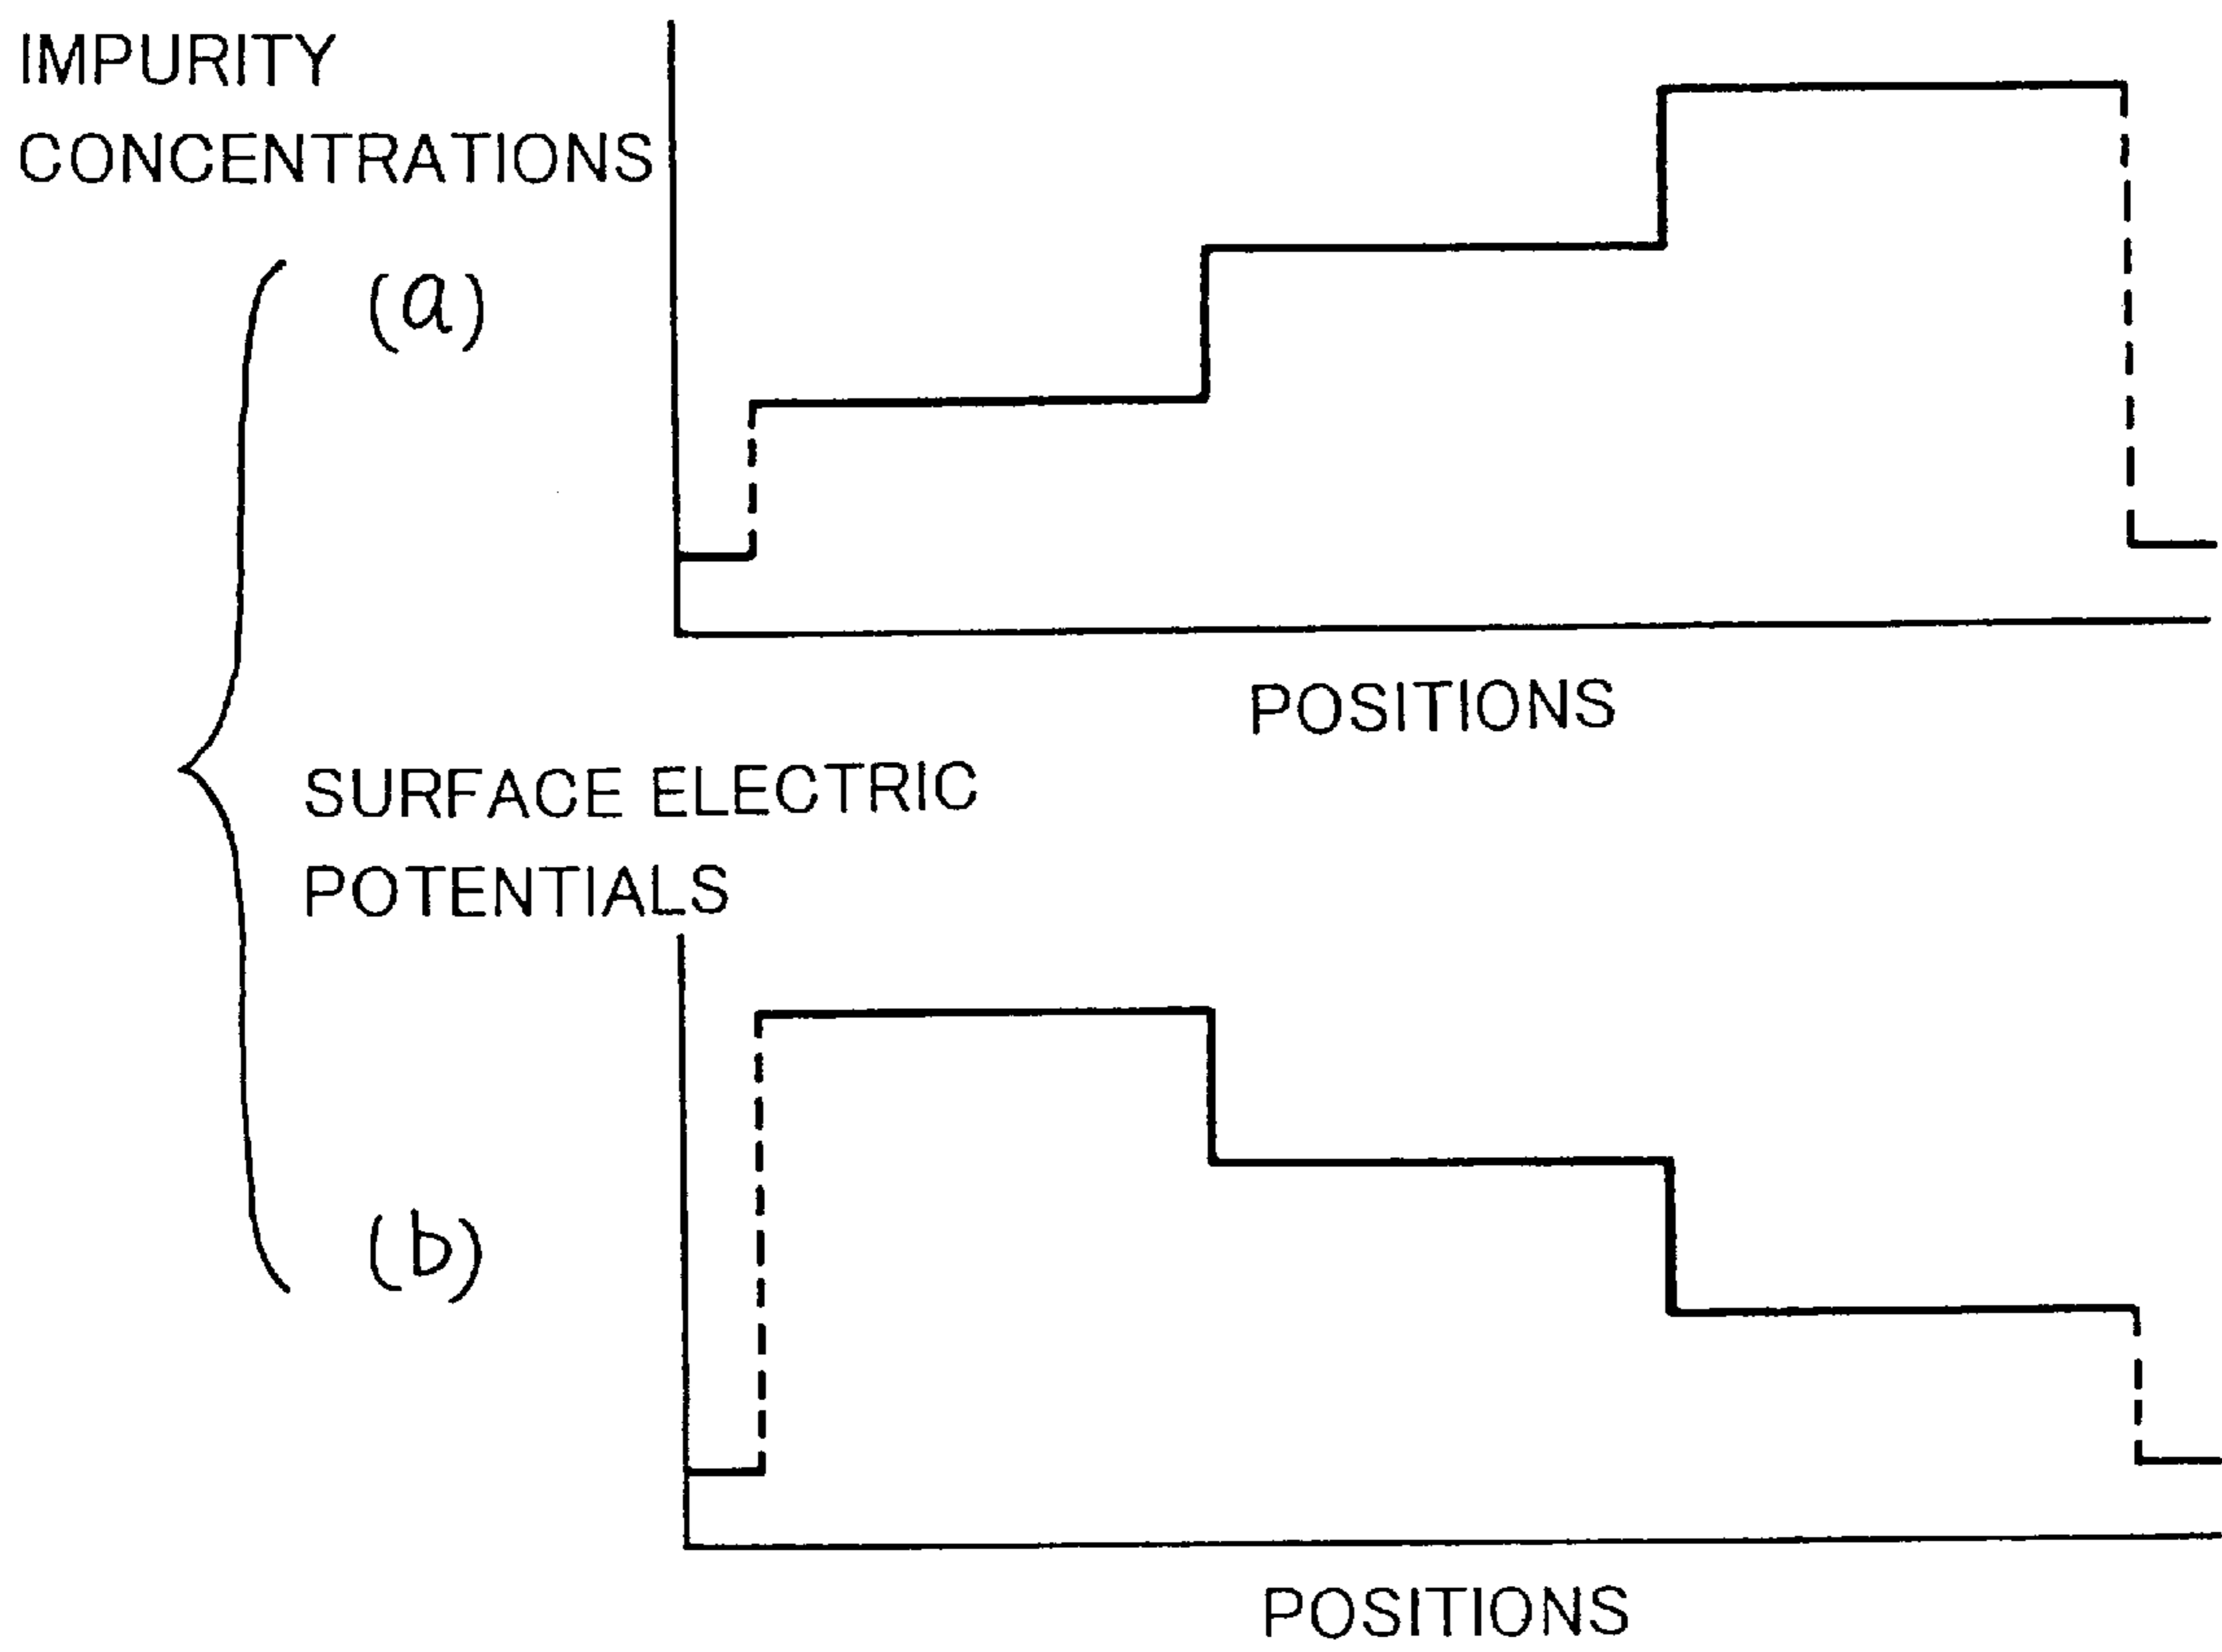 IMPURITY
CONCENTRATIONS
(a)
POSITIONS
SURFACE ELECTRIC
POTENTIALS
(b)
POSITIONS